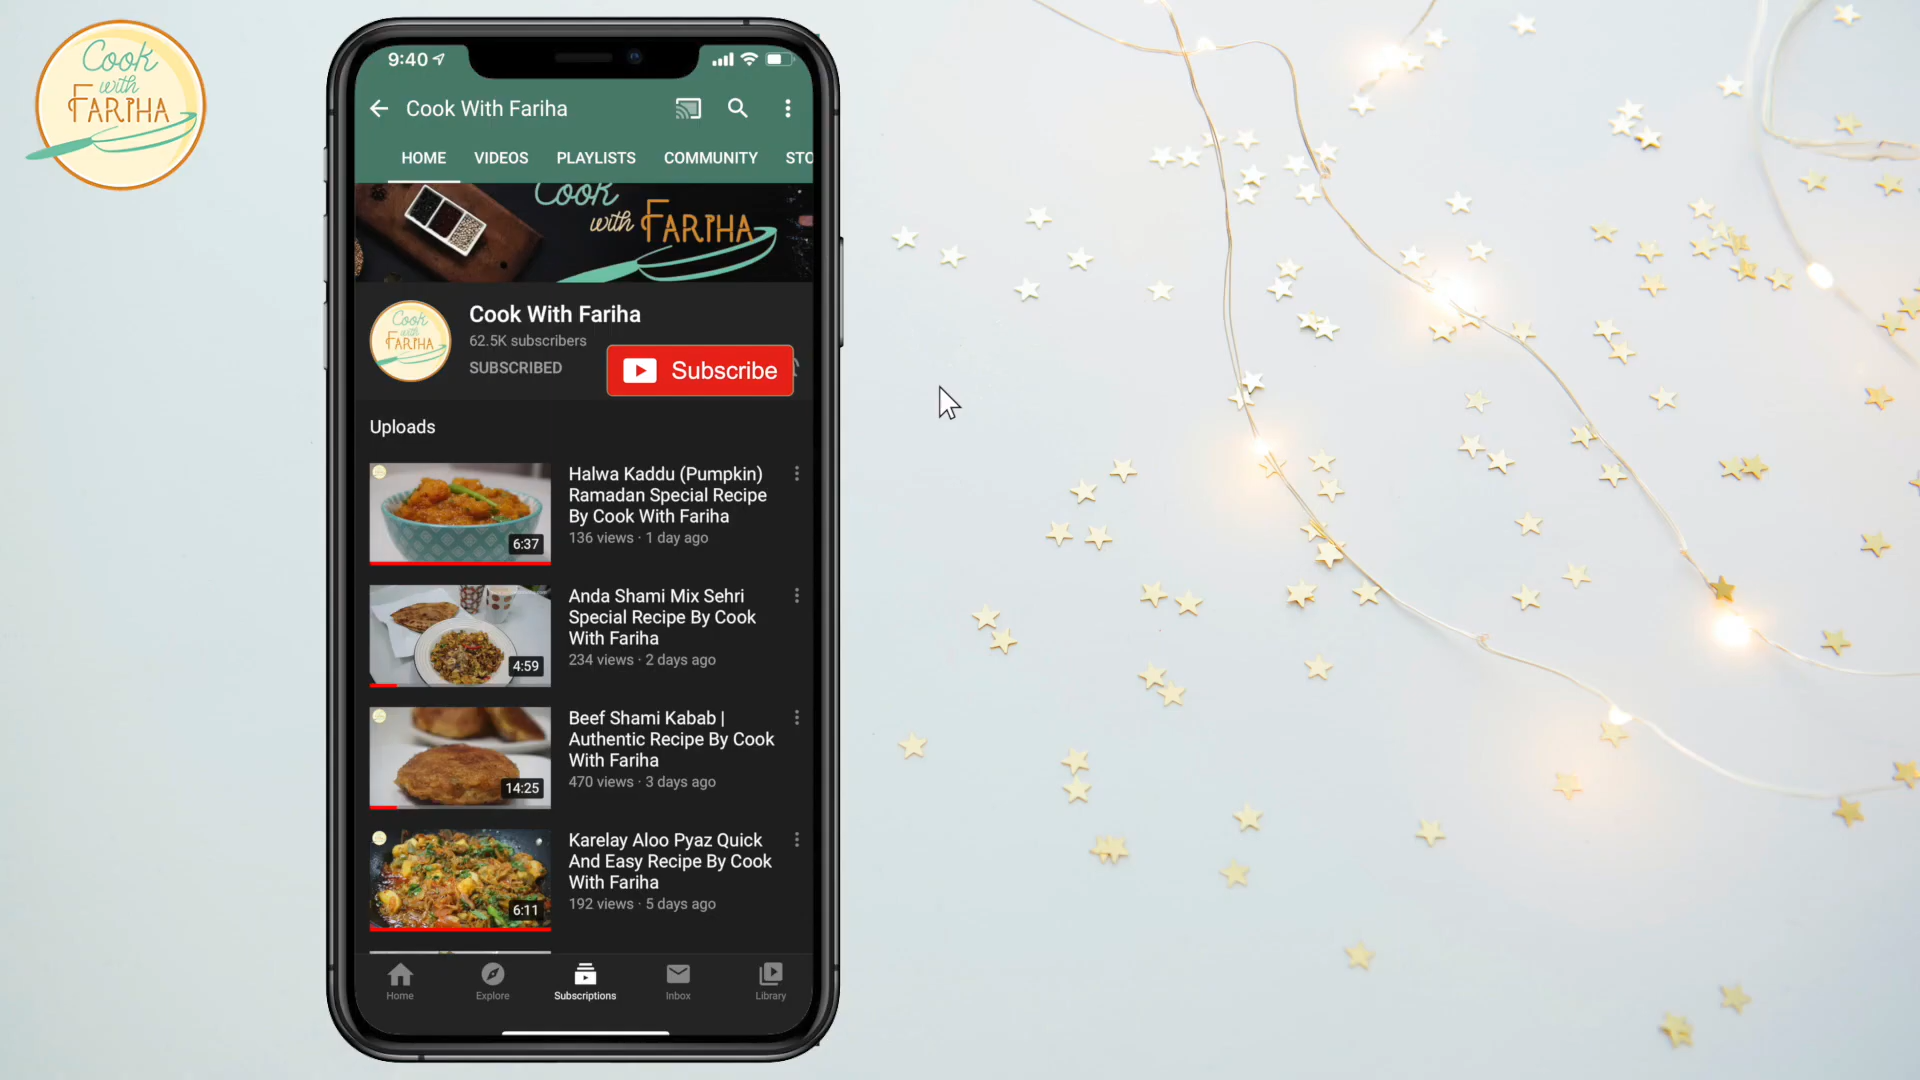 Cook
with
FARIHA
9:40
Cook With Fariha
HOME VIDEOS PLAYLISTS COMMUNITY STO
Cook
with FARIHA
Cook
with
FARIHA
Cook With Fariha
62.5K subscribers
SUBSCRIBED
Subscribe
Uploads
Halwa Kaddu (Pumpkin)
Ramadan Special Recipe
By Cook With Fariha
136 views · 1 day ago
6:37
Anda Shami Mix Sehri
Special Recipe By Cook
With Fariha
234 views · 2 days ago
4:59
Beef Shami Kabab |
Authentic Recipe By Cook
With Fariha
470 views · 3 days ago
14:25
Karelay Aloo Pyaz Quick
And Easy Recipe By Cook
With Fariha
192 views · 5 days ago
6:11
Home Explore Subscriptions Inbox Library